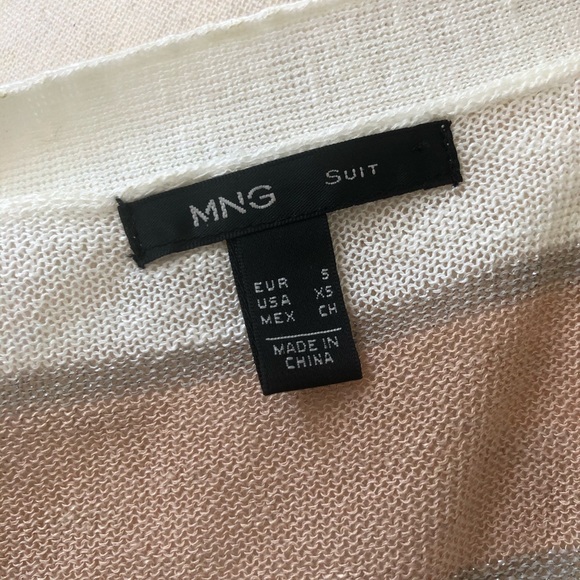 MNG SUIT
EUR S
USA XS
MEX CH
MADE IN
CHINA